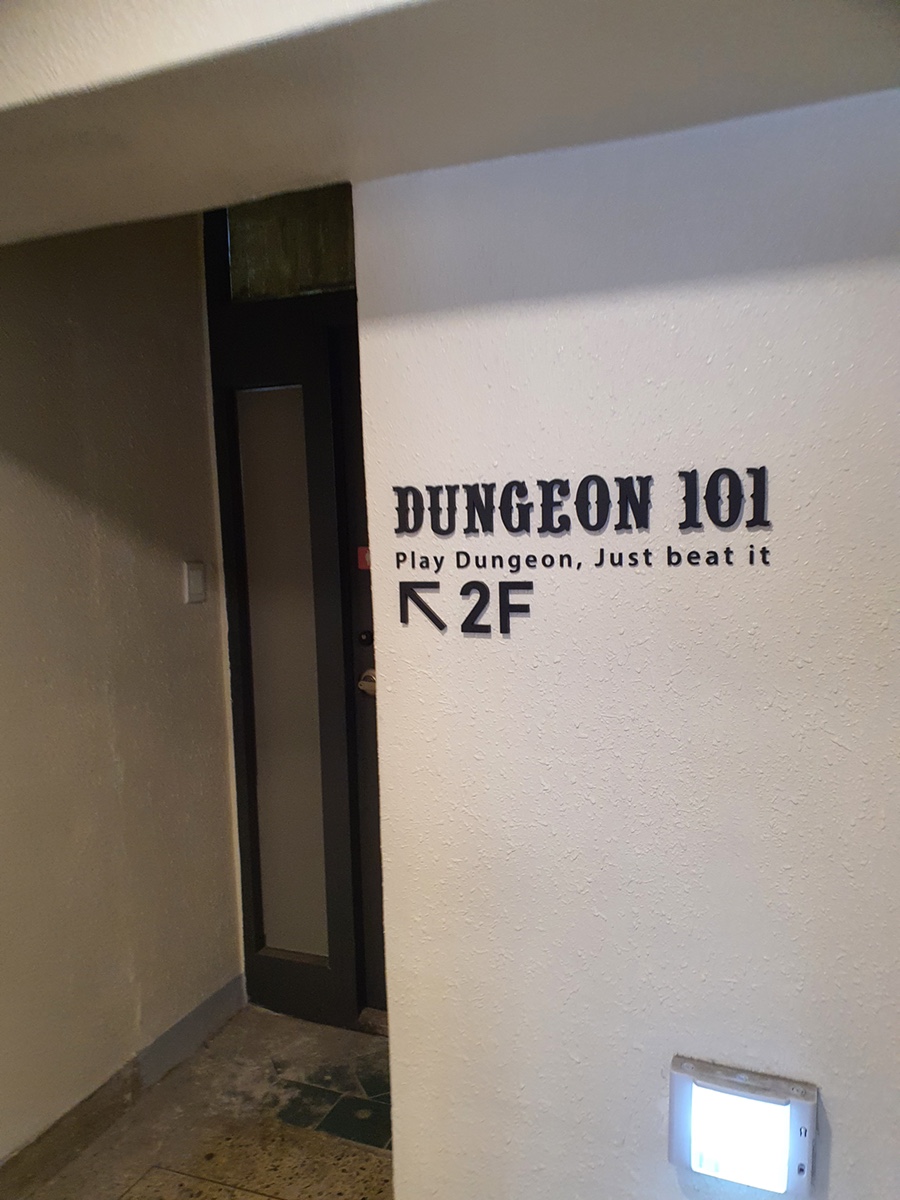 DUNGEON 101
Play Dungeon, Just beat it
↖ 2F